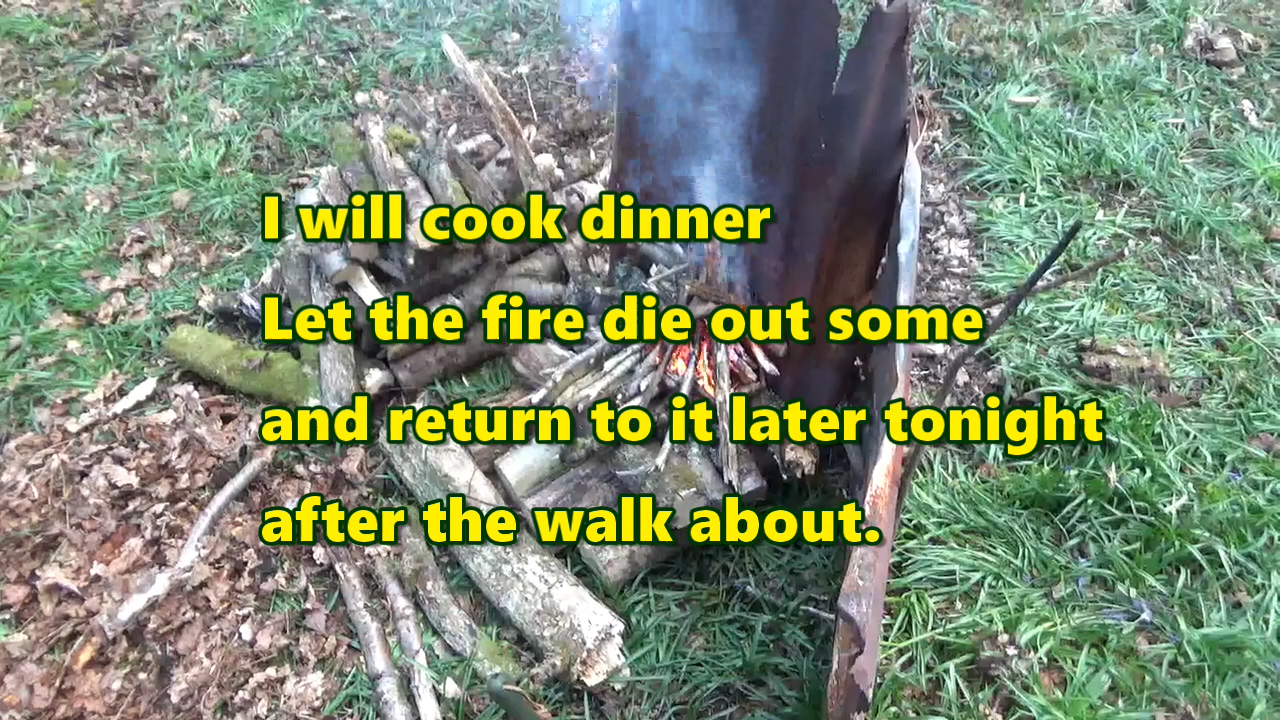 I will cook dinner
Let the fire die out some
and return to it later tonight
after the walk about.